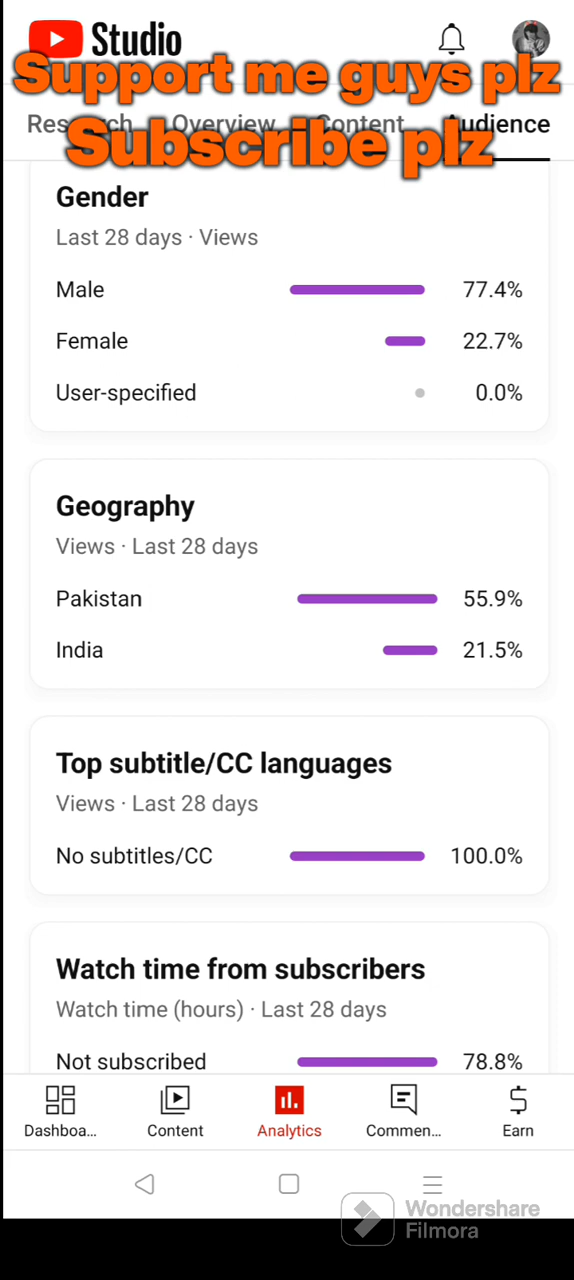 Studio
Support me guys plz
Research Overview Content Audience
Subscribe plz
Gender
Last 28 days · Views
Male 77.4%
Female 22.7%
User-specified 0.0%
Geography
Views · Last 28 days
Pakistan 55.9%
India 21.5%
Top subtitle/CC languages
Views · Last 28 days
No subtitles/CC 100.0%
Watch time from subscribers
Watch time (hours) · Last 28 days
Not subscribed 78.8%
Dashboa... Content Analytics Commen... Earn
Wondershare
Filmora